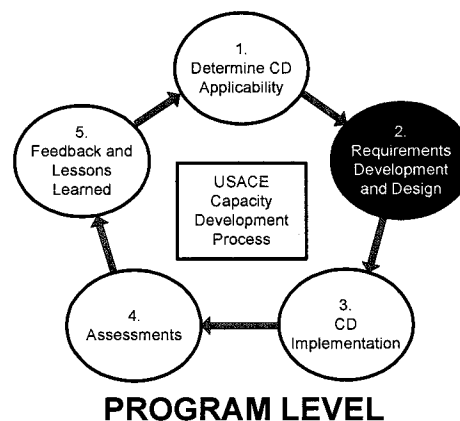 1.
Determine CD
Applicability
2.
Requirements
Development
and Design
3.
CD
Implementation
4.
Assessments
5.
Feedback and
Lessons
Learned
USACE
Capacity
Development
Process
PROGRAM LEVEL